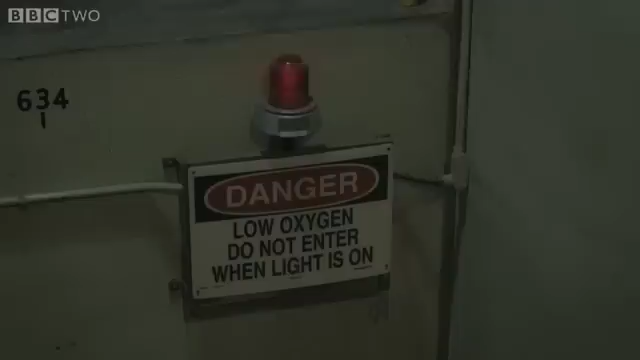 BBC TWO
634
1
DANGER
LOW OXYGEN
DO NOT ENTER
WHEN LIGHT IS ON